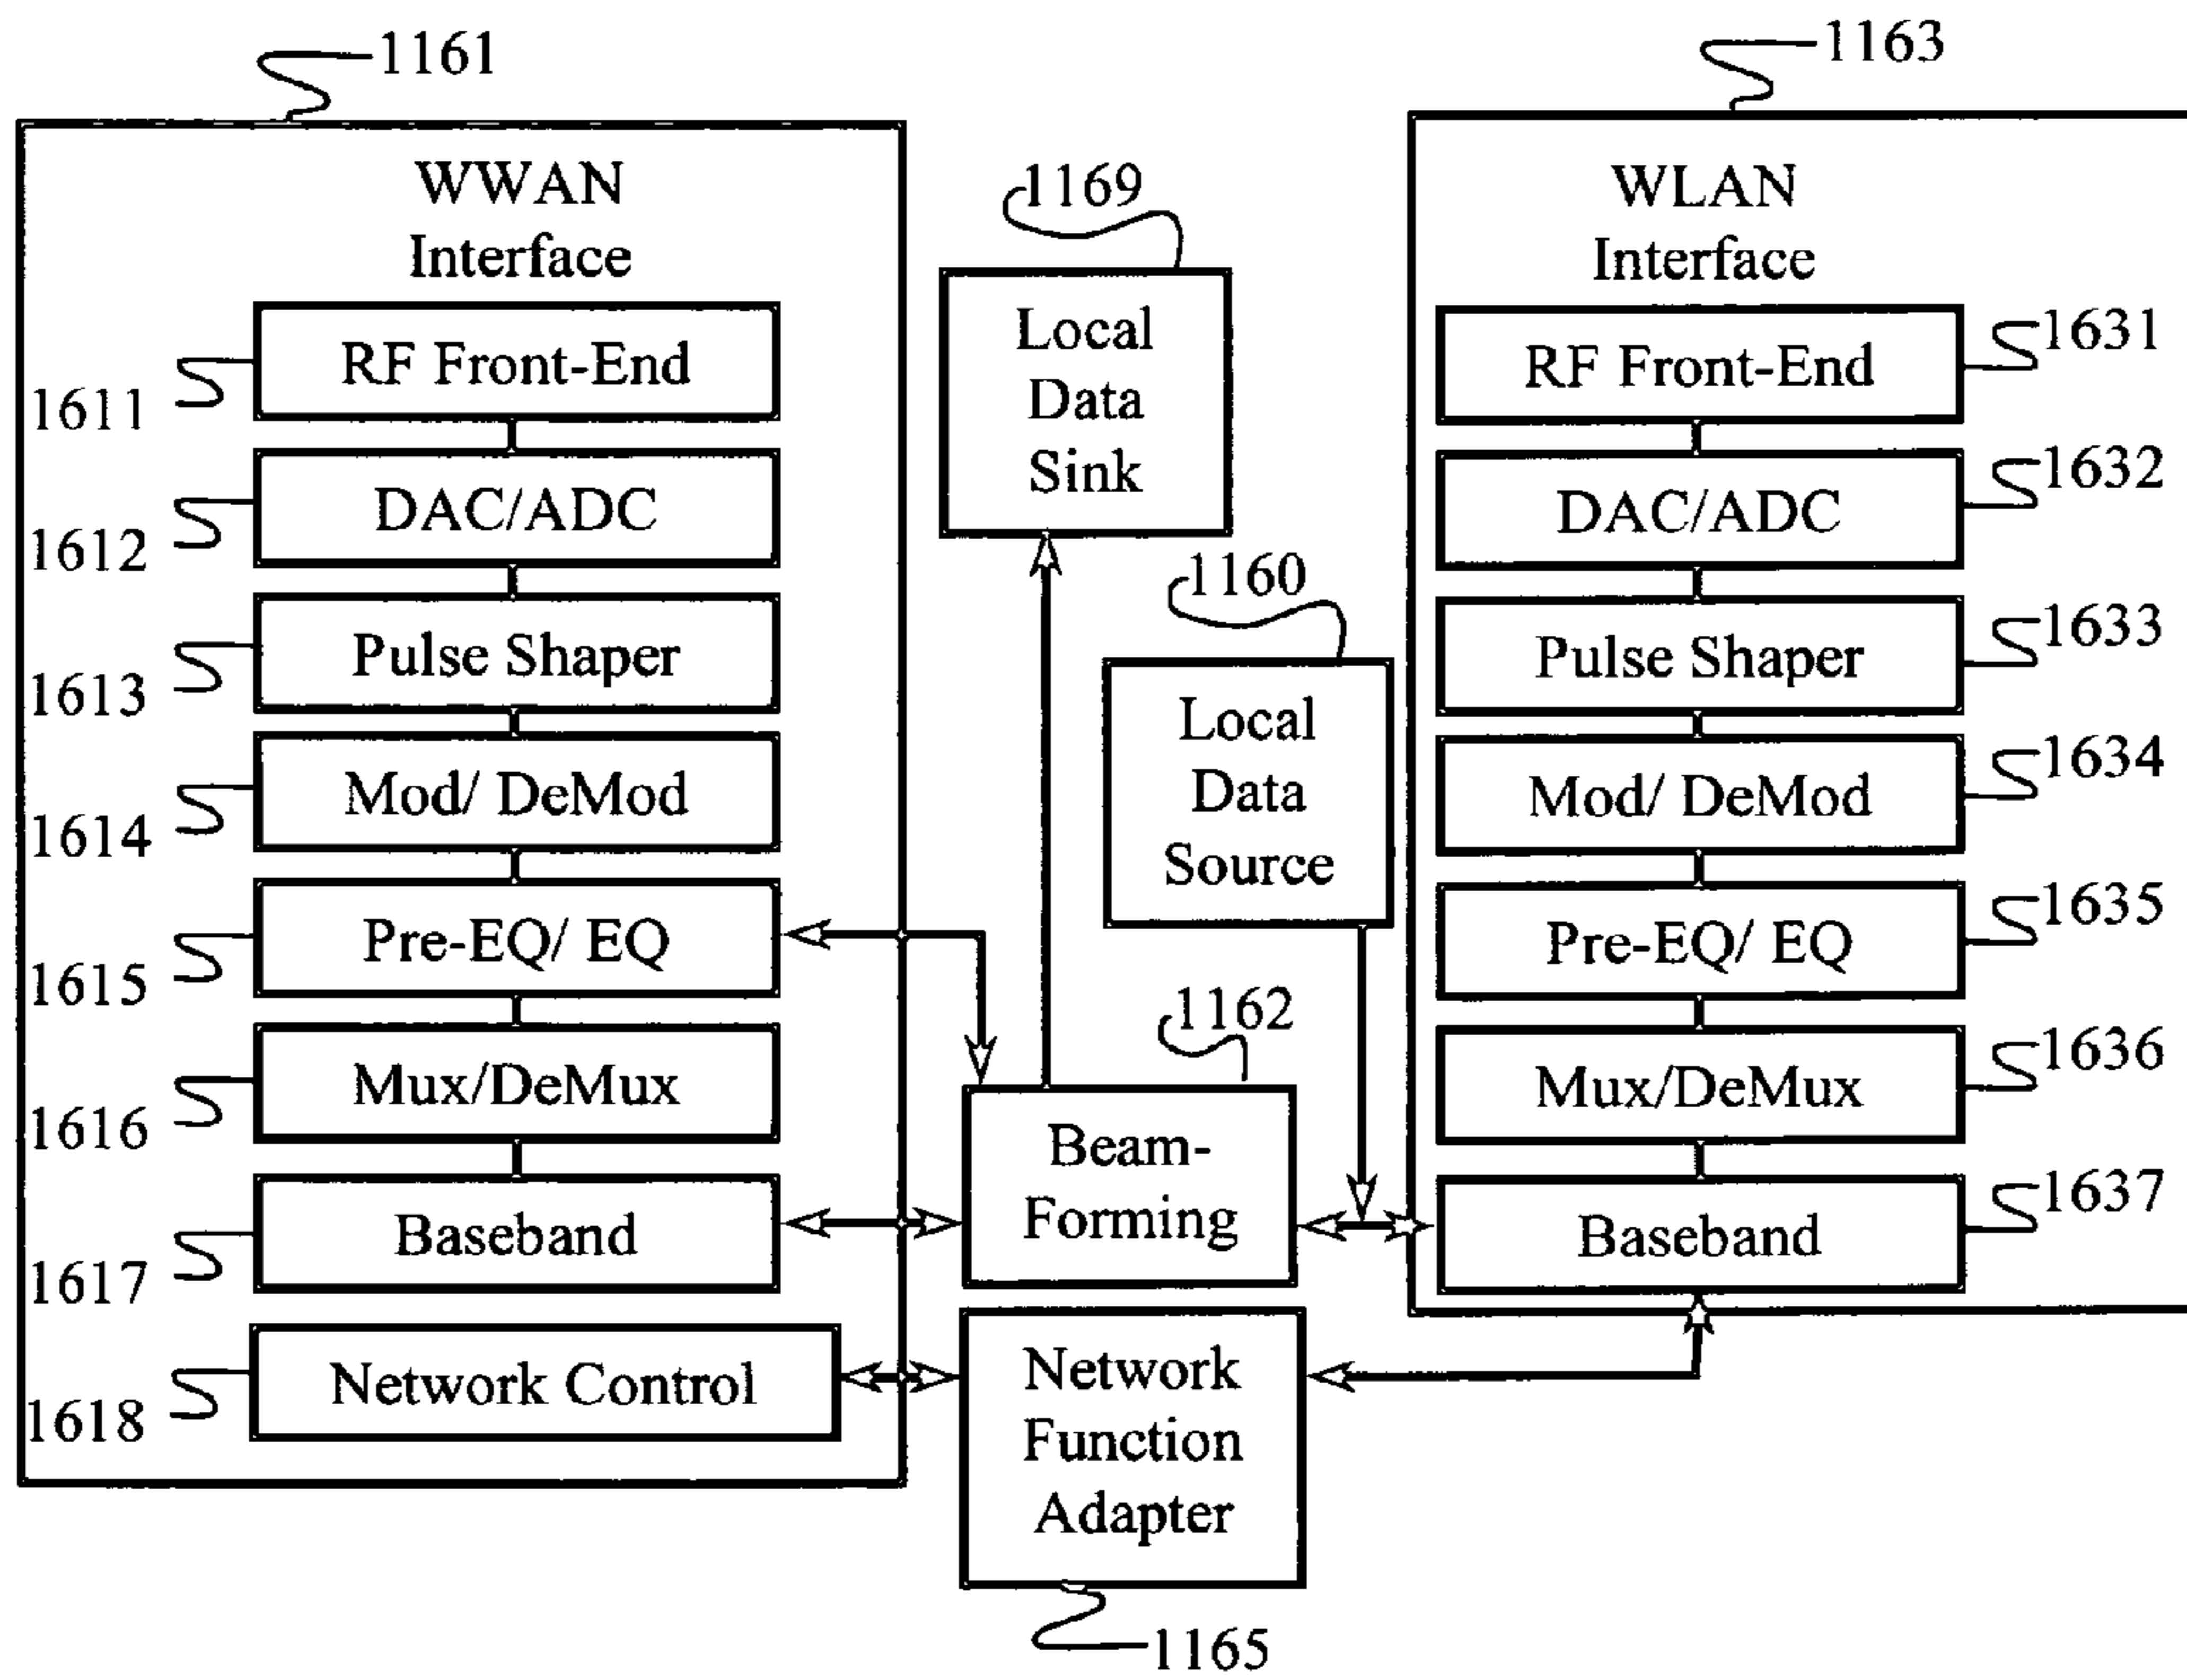 1161
WWAN
Interface
RF Front-End
1611
DAC/ADC
1612
Pulse Shaper
1613
Mod/ DeMod
1614
Pre-EQ/ EQ
1615
Mux/DeMux
1616
Baseband
1617
Network Control
1618
1169
Local
Data
Sink
1160
Local
Data
Source
1162
Beam-
Forming
Network
Function
Adapter
1165
1163
WLAN
Interface
RF Front-End
1631
DAC/ADC
1632
Pulse Shaper
1633
Mod/ DeMod
1634
Pre-EQ/ EQ
1635
Mux/DeMux
1636
Baseband
1637